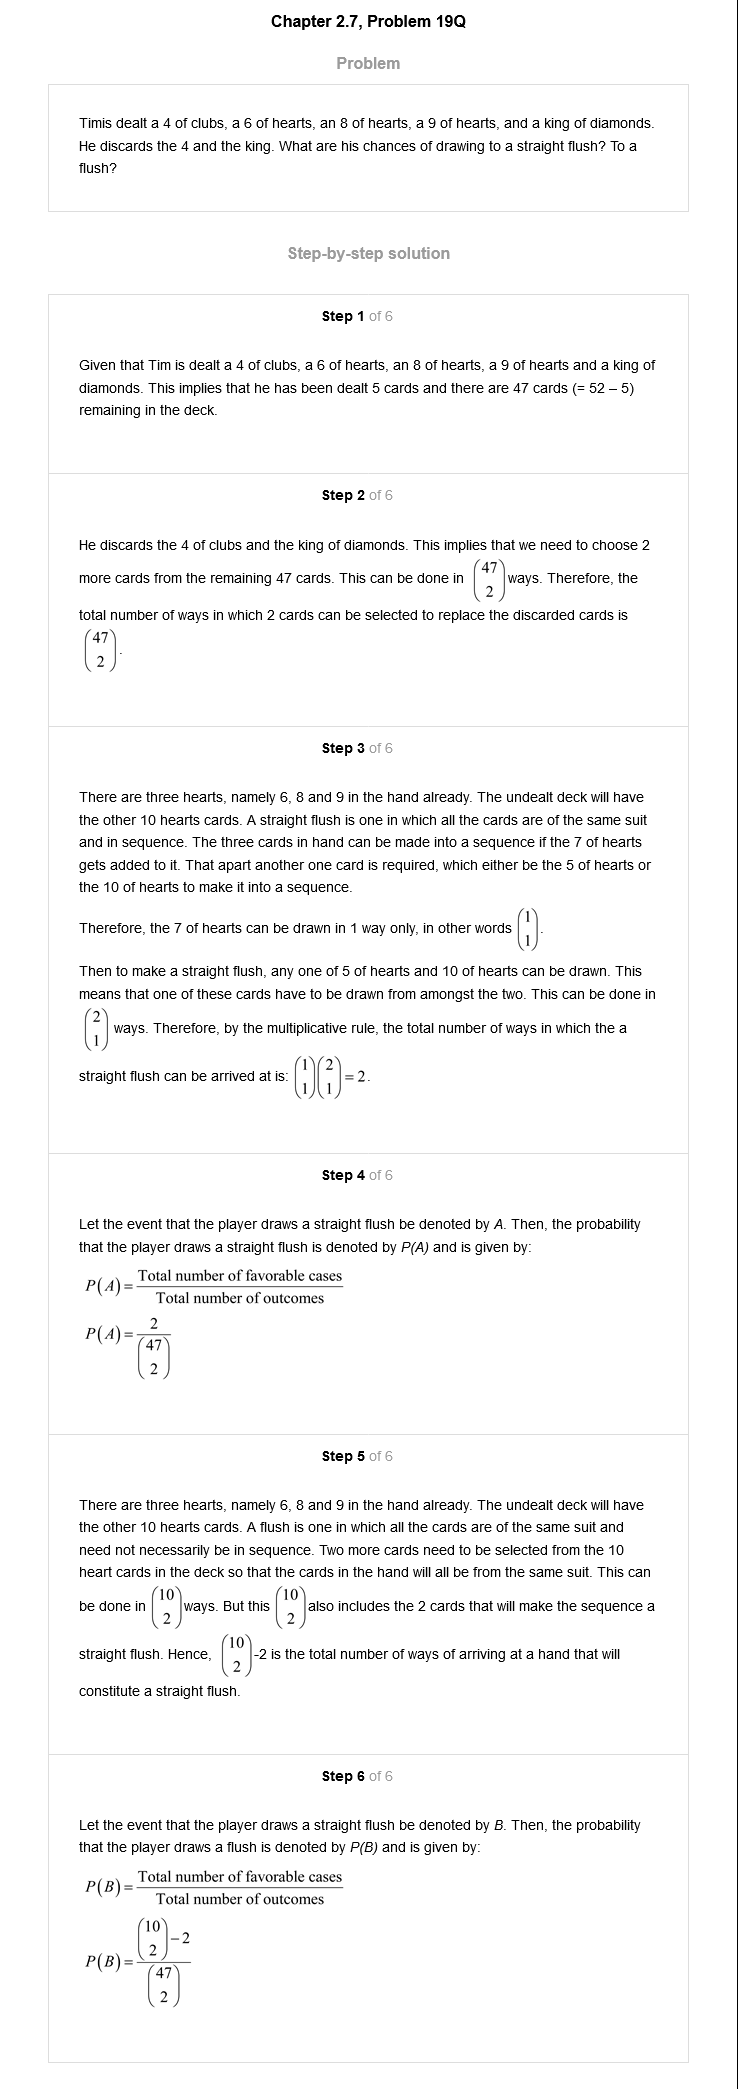 Chapter 2.7, Problem 19Q
Problem
Timis dealt a 4 of clubs, a 6 of hearts, an 8 of hearts, a 9 of hearts, and a king of diamonds.
He discards the 4 and the king. What are his chances of drawing to a straight flush? To a
flush?
Step-by-step solution
Step 1 of 6
Given that Tim is dealt a 4 of clubs, a 6 of hearts, an 8 of hearts, a 9 of hearts and a king of
diamonds. This implies that he has been dealt 5 cards and there are 47 cards (= 52 – 5)
remaining in the deck.
Step 2 of 6
He discards the 4 of clubs and the king of diamonds. This implies that we need to choose 2
more cards from the remaining 47 cards. This can be done in (47 2) ways. Therefore, the
total number of ways in which 2 cards can be selected to replace the discarded cards is
(47 2).
Step 3 of 6
There are three hearts, namely 6, 8 and 9 in the hand already. The undealt deck will have
the other 10 hearts cards. A straight flush is one in which all the cards are of the same suit
and in sequence. The three cards in hand can be made into a sequence if the 7 of hearts
gets added to it. That apart another one card is required, which either be the 5 of hearts or
the 10 of hearts to make it into a sequence.
Therefore, the 7 of hearts can be drawn in 1 way only, in other words (1 1).
Then to make a straight flush, any one of 5 of hearts and 10 of hearts can be drawn. This
means that one of these cards have to be drawn from amongst the two. This can be done in
(2 1) ways. Therefore, by the multiplicative rule, the total number of ways in which the a
straight flush can be arrived at is: (1 1)(2 1) = 2.
Step 4 of 6
Let the event that the player draws a straight flush be denoted by A. Then, the probability
that the player draws a straight flush is denoted by P(A) and is given by:
P(A) = Total number of favorable cases / Total number of outcomes
P(A) = 2 / (47 2)
Step 5 of 6
There are three hearts, namely 6, 8 and 9 in the hand already. The undealt deck will have
the other 10 hearts cards. A flush is one in which all the cards are of the same suit and
need not necessarily be in sequence. Two more cards need to be selected from the 10
heart cards in the deck so that the cards in the hand will all be from the same suit. This can
be done in (10 2) ways. But this (10 2) also includes the 2 cards that will make the sequence a
straight flush. Hence, (10 2)-2 is the total number of ways of arriving at a hand that will
constitute a straight flush.
Step 6 of 6
Let the event that the player draws a straight flush be denoted by B. Then, the probability
that the player draws a flush is denoted by P(B) and is given by:
P(B) = Total number of favorable cases / Total number of outcomes
P(B) = (10 2) – 2 / (47 2)